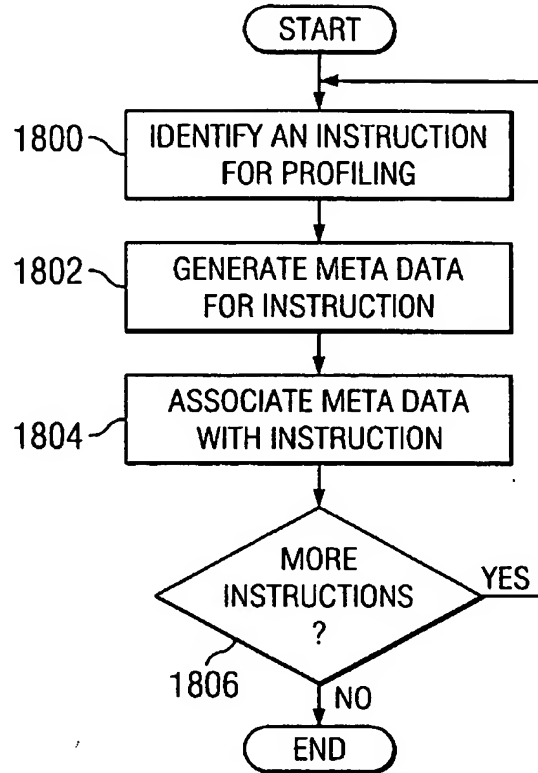 START
1800
IDENTIFY AN INSTRUCTION
FOR PROFILING
1802
GENERATE META DATA
FOR INSTRUCTION
1804
ASSOCIATE META DATA
WITH INSTRUCTION
MORE
INSTRUCTIONS
?
YES
1806
NO
END